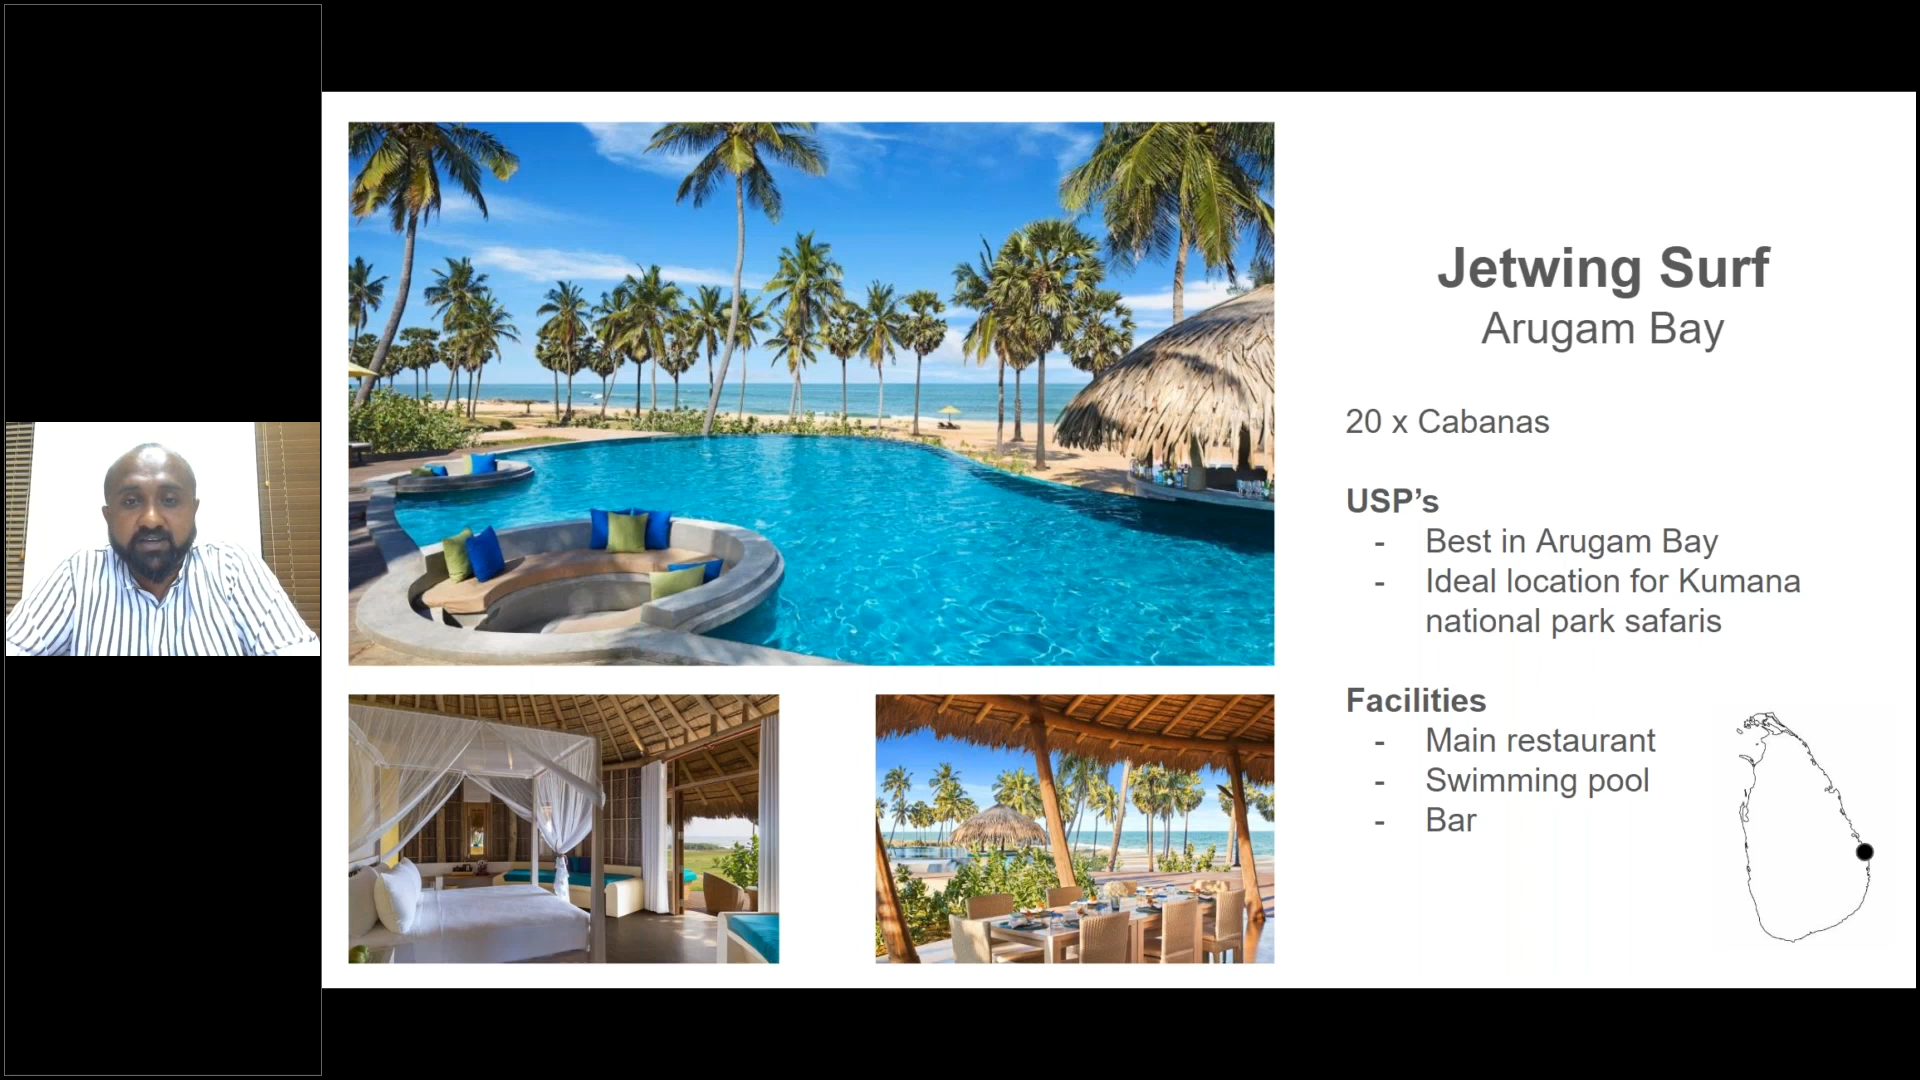 Jetwing Surf
Arugam Bay
20 x Cabanas
USP’s
- Best in Arugam Bay
- Ideal location for Kumana
national park safaris
Facilities
- Main restaurant
- Swimming pool
- Bar